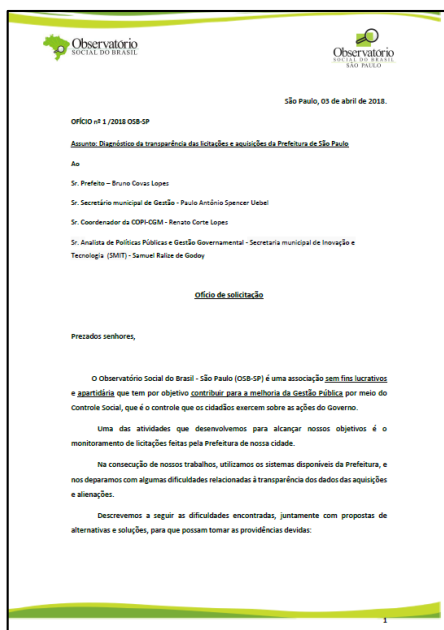 Observatório
SOCIAL DO BRASIL
Observatório
SOCIAL DO BRASIL
SÃO PAULO
São Paulo, 03 de abril de 2018.
OFÍCIO nº 1 /2018 OSB-SP
Assunto: Diagnóstico da transparência das licitações e aquisições da Prefeitura de São Paulo
Ao
Sr. Prefeito – Bruno Covas Lopes
Sr. Secretário municipal de Gestão - Paulo Antônio Spencer Uebel
Sr. Coordenador da COPI-CGM - Renato Corte Lopes
Sr. Analista de Políticas Públicas e Gestão Governamental - Secretaria municipal de Inovação e
Tecnologia (SMIT) - Samuel Ralize de Godoy
Ofício de solicitação
Prezados senhores,
O Observatório Social do Brasil - São Paulo (OSB-SP) é uma associação sem fins lucrativos
e apartidária que tem por objetivo contribuir para a melhoria da Gestão Pública por meio do
Controle Social, que é o controle que os cidadãos exercem sobre as ações do Governo.
Uma das atividades que desenvolvemos para alcançar nossos objetivos é o
monitoramento de licitações feitas pela Prefeitura de nossa cidade.
Na consecução de nossos trabalhos, utilizamos os sistemas disponíveis da Prefeitura, e
nos deparamos com algumas dificuldades relacionadas à transparência dos dados das aquisições
e alienações.
Descrevemos a seguir as dificuldades encontradas, juntamente com propostas de
alternativas e soluções, para que possam tomar as providências devidas:
1